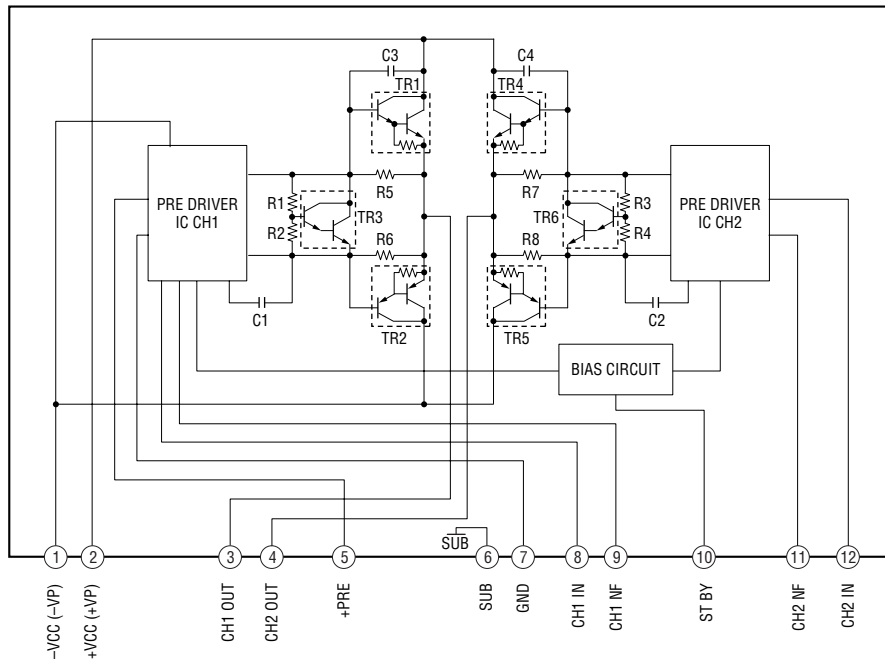 C3
C4
TR1
TR4
PRE DRIVER
IC CH1
R1
R2
TR3
R5
R6
R7
R8
TR6
R3
R4
PRE DRIVER
IC CH2
C1
TR2
TR5
C2
BIAS CIRCUIT
SUB
1
2
3
4
5
6
7
8
9
10
11
12
–VCC (–VP)
+VCC (+VP)
CH1 OUT
CH2 OUT
+PRE
SUB
GND
CH1 IN
CH1 NF
ST BY
CH2 NF
CH2 IN